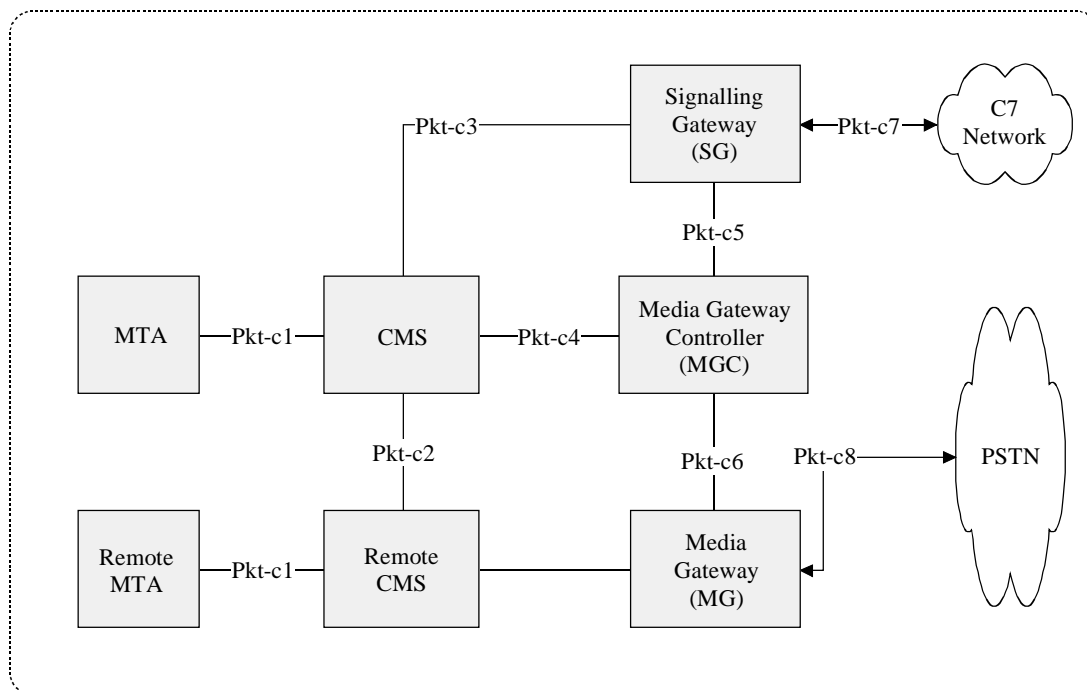 Signalling
Gateway
(SG)
C7
Network
Pkt-c3
Pkt-c7
Pkt-c5
MTA
Pkt-c1
CMS
Pkt-c4
Media Gateway
Controller
(MGC)
Pkt-c2
Pkt-c6
Pkt-c8
PSTN
Remote
MTA
Pkt-c1
Remote
CMS
Media
Gateway
(MG)